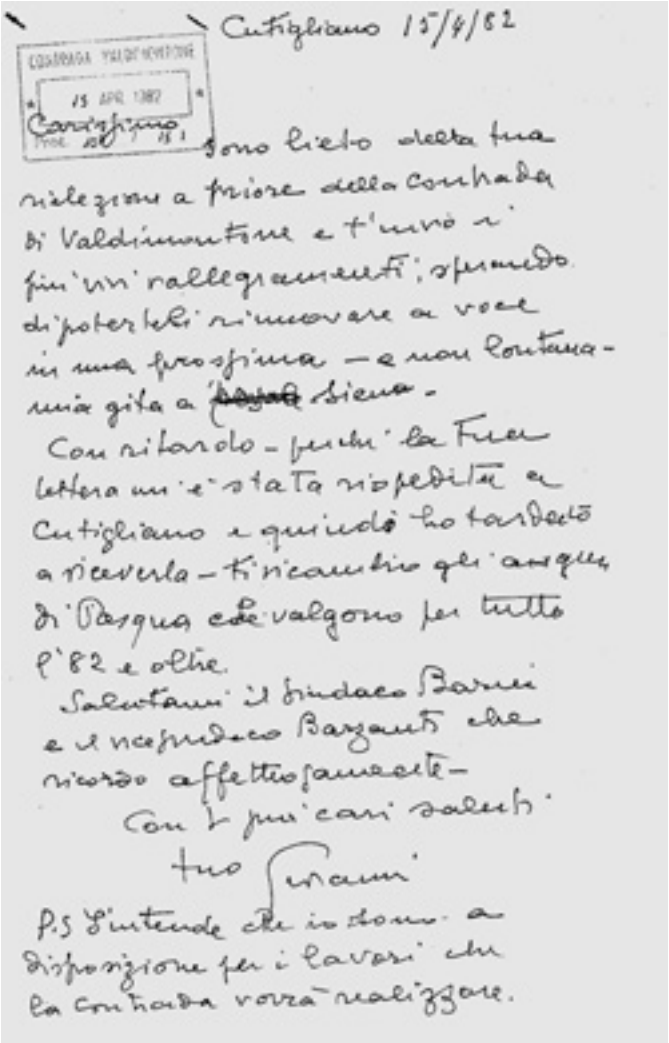 Cutigliano 15/4/82
CONTRADA VALDIMONTONE
15 APR. 1982
Prot.
Carissimo
sono lieto della tua
rielezione a priore della contrada
di Valdimontone e t'invio i
più vivi rallegramenti; sperando
di poterteli rinnovare a voce
in una prossima - e non lontana -
mia gita a Siena.
Con ritardo - perché la Tua
lettera mi è stata rispedita a
Cutigliano e quindi ho tardato
a riceverla - ti ricambio gli auguri
di Pasqua che valgono per tutto
l'82 e oltre.
Salutami il Sindaco Barni
e il vicesindaco Barzanti che
ricordo affettuosamente -
Con i più cari saluti.
tuo Giovanni
P.S S'intende che io sono a
disposizione per i lavori che
la contrada vorrà realizzare.